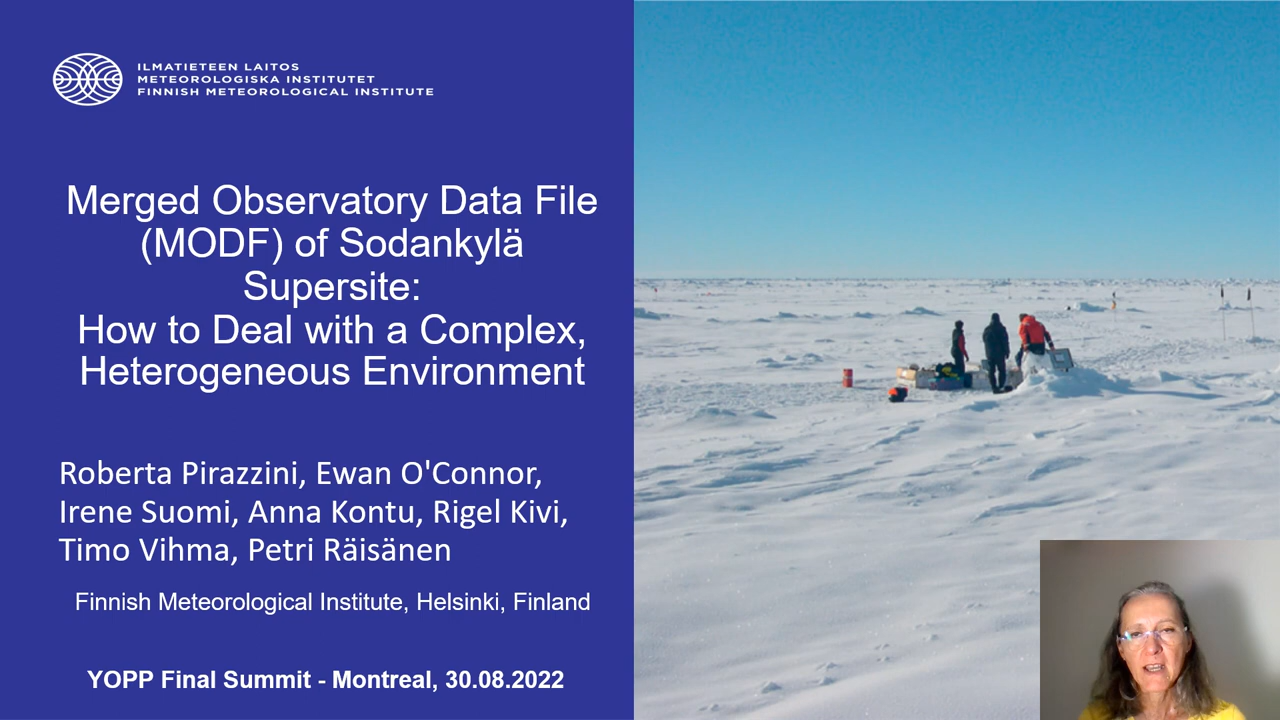 ILMATIETEEN LAITOS
METEOROLOGISKA INSTITUTET
FINNISH METEOROLOGICAL INSTITUTE
Merged Observatory Data File
(MODF) of Sodankylä
Supersite:
How to Deal with a Complex,
Heterogeneous Environment
Roberta Pirazzini, Ewan O'Connor,
Irene Suomi, Anna Kontu, Rigel Kivi,
Timo Vihma, Petri Räisänen
Finnish Meteorological Institute, Helsinki, Finland
YOPP Final Summit - Montreal, 30.08.2022